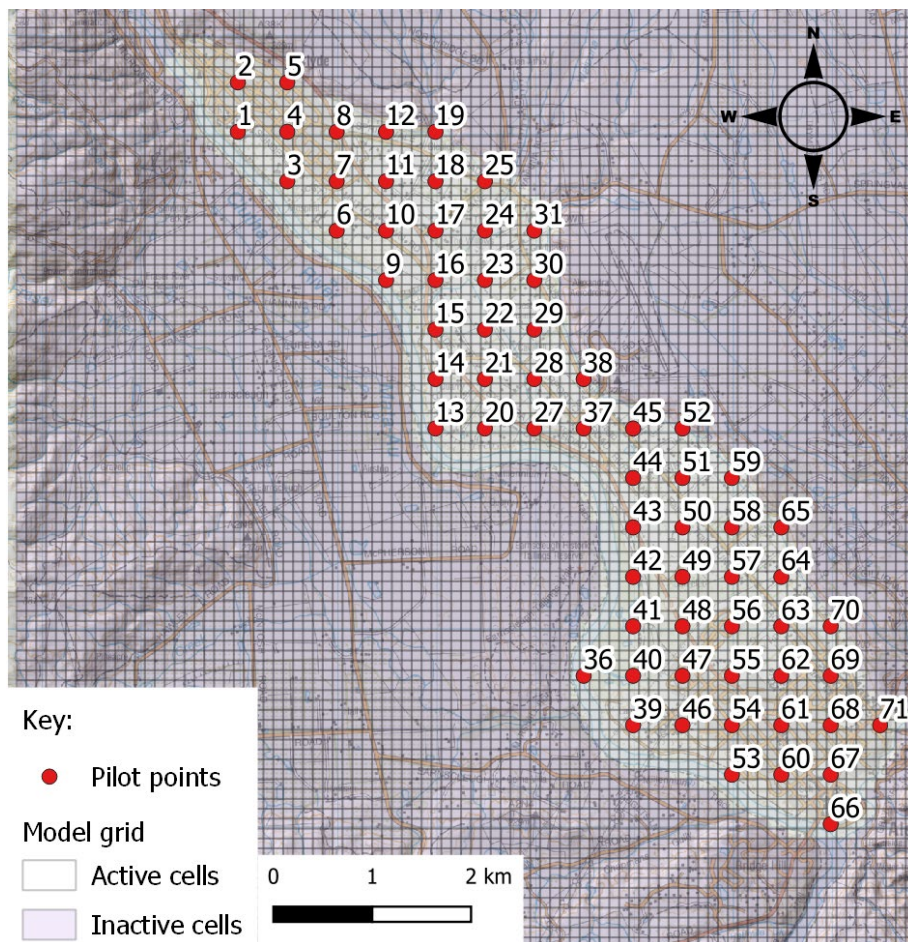 N
2 5
W E
1 4 8 12 19
S
3 7 11 18 25
6 10 17 24 31
9 16 23 30
15 22 29
14 21 28 38
13 20 27 37 45 52
44 51 59
43 50 58 65
42 49 57 64
41 48 56 63 70
36 40 47 55 62 69
39 46 54 61 68 71
53 60 67
66
Key:
Pilot points
Model grid
Active cells
Inactive cells
0 1 2 km